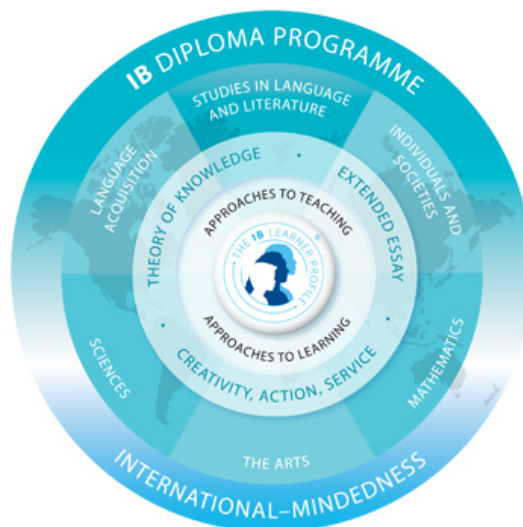 IB DIPLOMA PROGRAMME
STUDIES IN LANGUAGE
AND LITERATURE
LANGUAGE
ACQUISITION
INDIVIDUALS AND
SOCIETIES
THEORY OF KNOWLEDGE
EXTENDED ESSAY
APPROACHES TO TEACHING
THE IB LEARNER PROFILE
®
APPROACHES TO LEARNING
CREATIVITY, ACTION, SERVICE
SCIENCES
MATHEMATICS
THE ARTS
INTERNATIONAL–MINDEDNESS